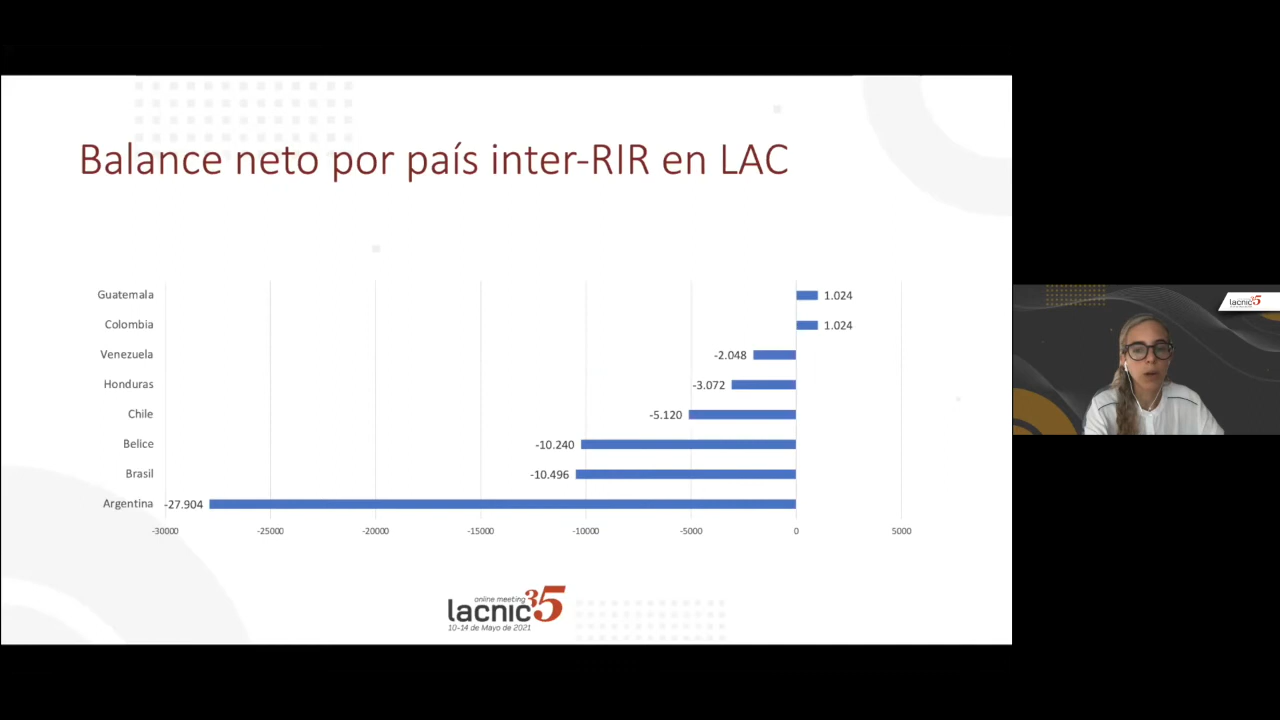 Balance neto por país inter-RIR en LAC
Guatemala 1.024
Colombia 1.024
Venezuela -2.048
Honduras -3.072
Chile -5.120
Belice -10.240
Brasil -10.496
Argentina -27.904
-30000 -25000 -20000 -15000 -10000 -5000 0 5000
online meeting
lacnic35
10-14 de Mayo de 2021
lacnic35